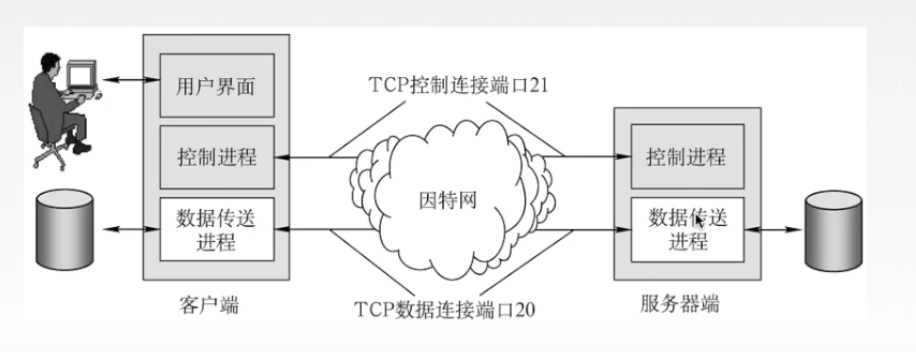 TCP控制连接端口21
用户界面
控制进程
控制进程
因特网
数据传送
进程
数据传送
进程
客户端
TCP数据连接端口20
服务器端